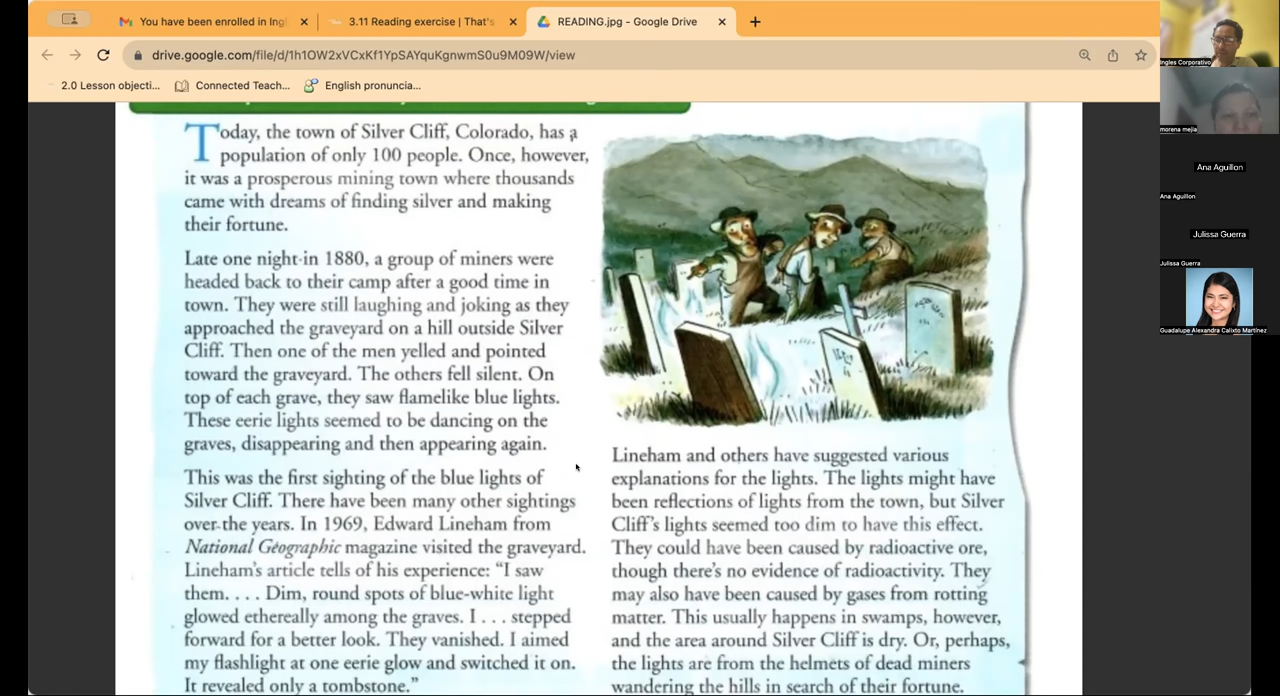 You have been enrolled in Ingl
3.11 Reading exercise | That's
READING.jpg - Google Drive
drive.google.com/file/d/1h1OW2xVCxKf1YpSAYquKgnwmS0u9M09W/view
2.0 Lesson objecti...
Connected Teach...
English pronuncia...
Today, the town of Silver Cliff, Colorado, has a
population of only 100 people. Once, however,
it was a prosperous mining town where thousands
came with dreams of finding silver and making
their fortune.
Late one night in 1880, a group of miners were
headed back to their camp after a good time in
town. They were still laughing and joking as they
approached the graveyard on a hill outside Silver
Cliff. Then one of the men yelled and pointed
toward the graveyard. The others fell silent. On
top of each grave, they saw flamelike blue lights.
These eerie lights seemed to be dancing on the
graves, disappearing and then appearing again.
This was the first sighting of the blue lights of
Silver Cliff. There have been many other sightings
over the years. In 1969, Edward Lineham from
National Geographic magazine visited the graveyard.
Lineham's article tells of his experience: “I saw
them. . . . Dim, round spots of blue-white light
glowed ethereally among the graves. I . . . stepped
forward for a better look. They vanished. I aimed
my flashlight at one eerie glow and switched it on.
It revealed only a tombstone.”
Lineham and others have suggested various
explanations for the lights. The lights might have
been reflections of lights from the town, but Silver
Cliff's lights seemed too dim to have this effect.
They could have been caused by radioactive ore,
though there's no evidence of radioactivity. They
may also have been caused by gases from rotting
matter. This usually happens in swamps, however,
and the area around Silver Cliff is dry. Or, perhaps,
the lights are from the helmets of dead miners
wandering the hills in search of their fortune.
Ingles Corporativo
morena mejia
Ana Aguillon
Ana Aguillon
Julissa Guerra
Julissa Guerra
Guadalupe Alexandra Calixto Martínez